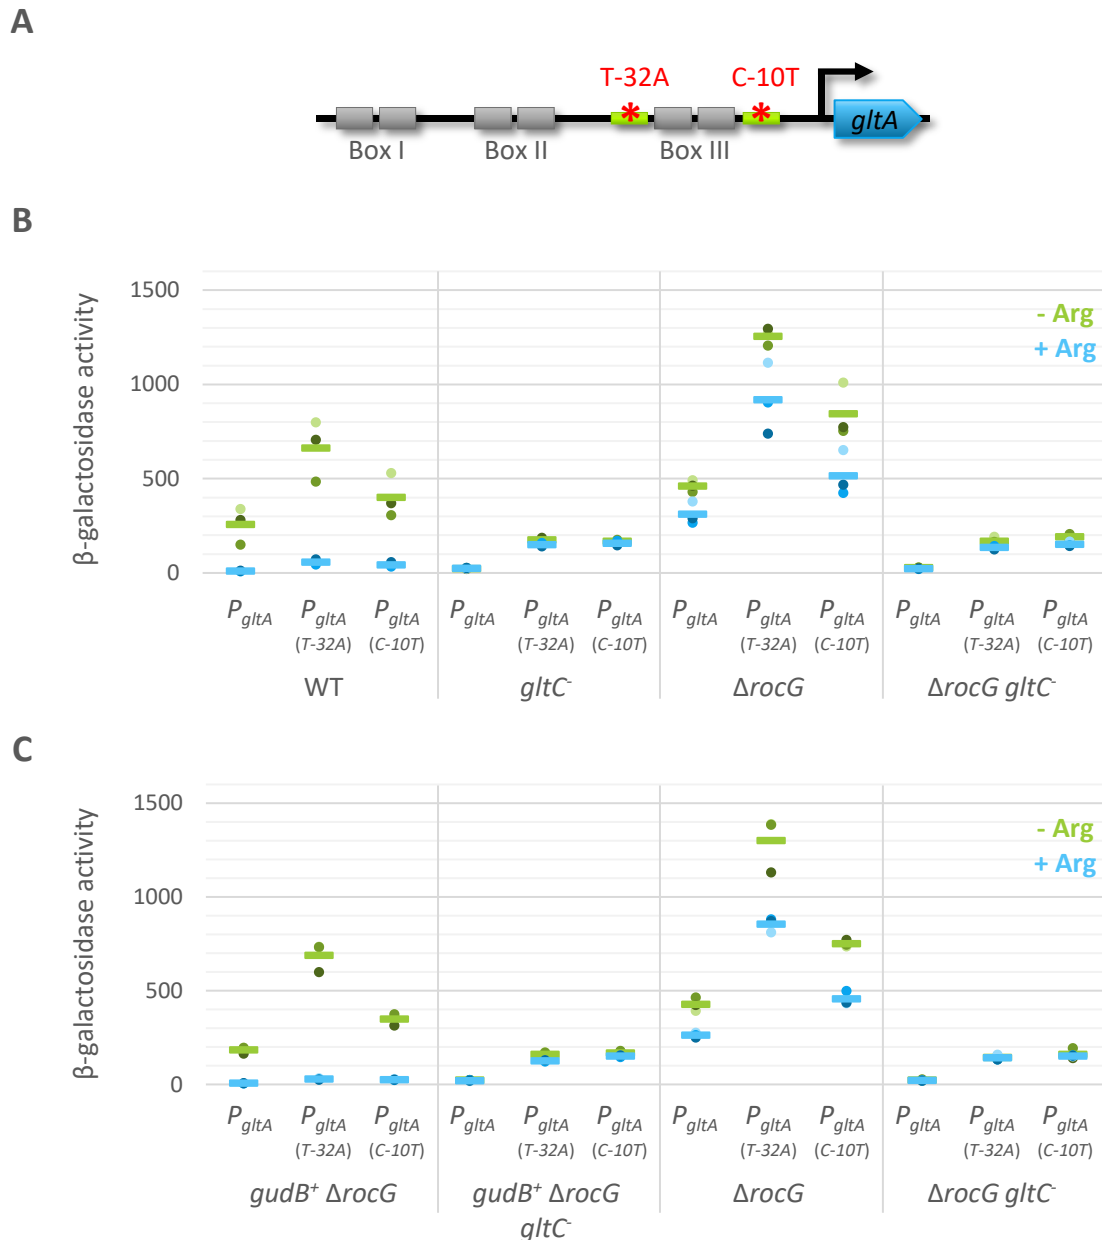 A
T-32A C-10T
gltA
Box I Box II Box III
B
β-galactosidase activity
1500
1000
500
0
- Arg
+ Arg
PgltA PgltA PgltA PgltA PgltA PgltA PgltA PgltA PgltA PgltA PgltA PgltA
(T-32A) (C-10T) (T-32A) (C-10T) (T-32A) (C-10T) (T-32A) (C-10T)
WT gltC- ΔrocG ΔrocG gltC-
C
β-galactosidase activity
1500
1000
500
0
- Arg
+ Arg
PgltA PgltA PgltA PgltA PgltA PgltA PgltA PgltA PgltA PgltA PgltA PgltA
(T-32A) (C-10T) (T-32A) (C-10T) (T-32A) (C-10T) (T-32A) (C-10T)
gudB+ ΔrocG gudB+ ΔrocG ΔrocG ΔrocG gltC-
gltC-